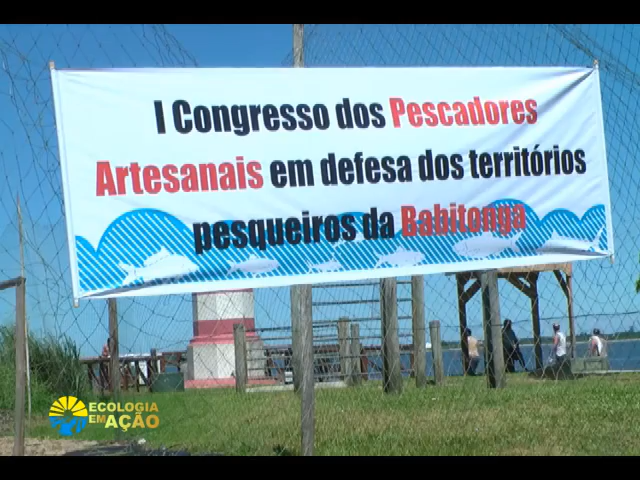 I Congresso dos Pescadores
Artesanais em defesa dos territórios
pesqueiros da Babitonga
ECOLOGIA
EM AÇÃO